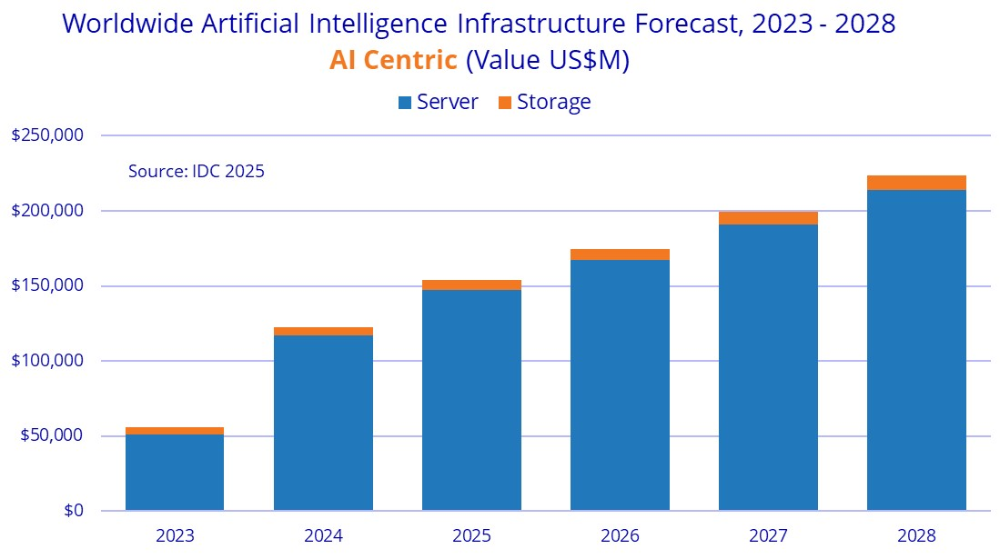 Worldwide Artificial Intelligence Infrastructure Forecast, 2023 - 2028
AI Centric (Value US$M)
Server Storage
$250,000
Source: IDC 2025
$200,000
$150,000
$100,000
$50,000
$0
2023 2024 2025 2026 2027 2028